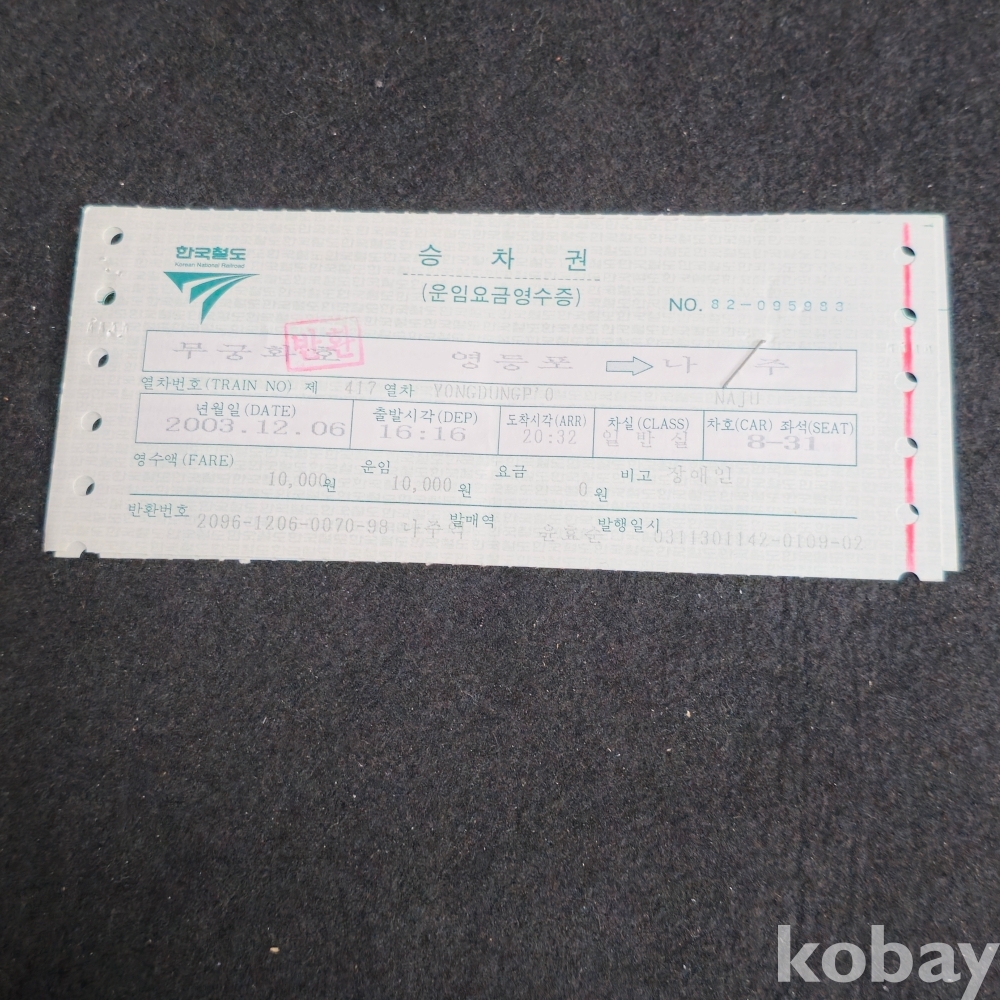 한국철도
Korean National Railroad
승 차 권
(운임요금영수증)
NO. 82-095983
무궁화호 반환 영등포 ⇨ 나 주
열차번호(TRAIN NO) 제 417 열차 YONGDUNGP'O NAJU
년월일(DATE) 출발시각(DEP) 도착시각(ARR) 차실(CLASS) 차호(CAR) 좌석(SEAT)
2003.12.06 16:16 20:32 일반실 8-31
영수액(FARE) 운임 요금 비고 장애인
10,000원 10,000원 0원
반환번호 발매역 발행일시
2096-1206-0070-98 나주역 윤효순 0311301142-0109-02
kobay